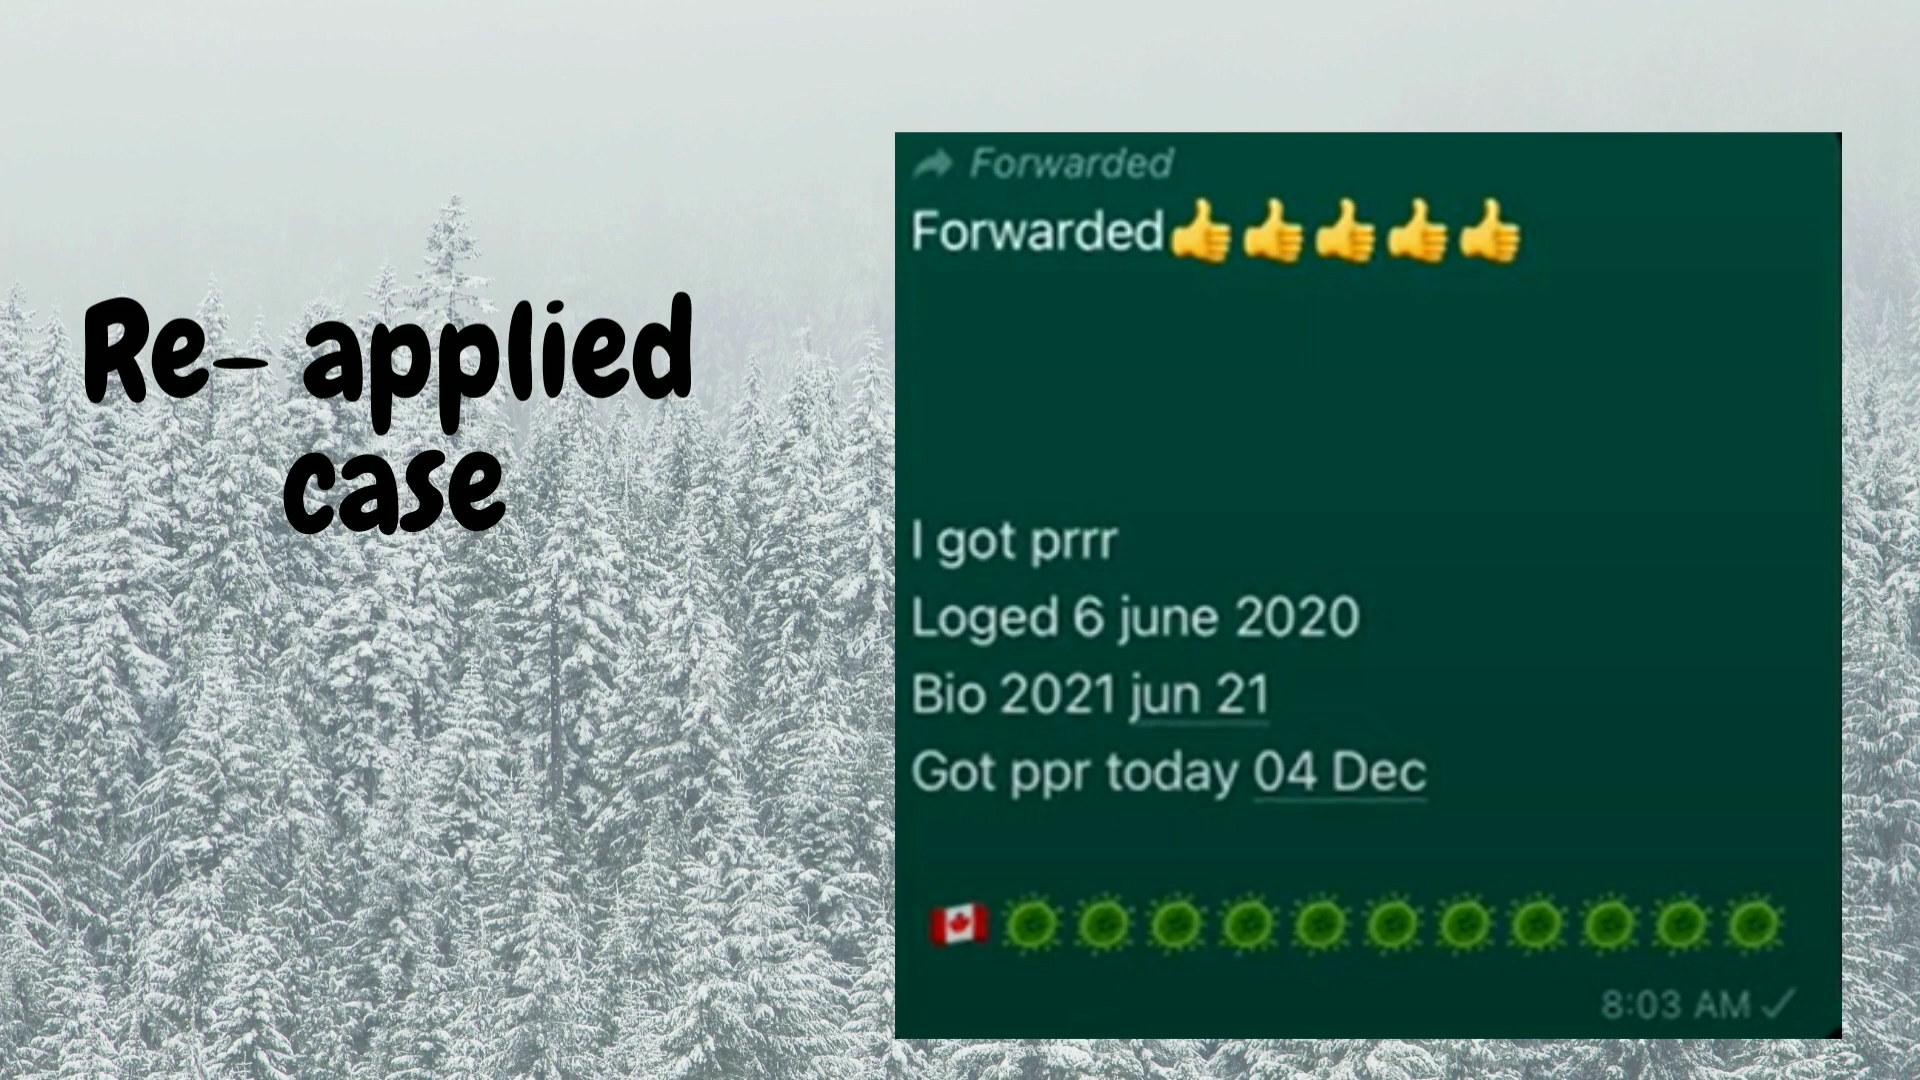 Re- applied
case
Forwarded
Forwarded👍👍👍👍👍
I got prrr
Loged 6 june 2020
Bio 2021 jun 21
Got ppr today 04 Dec
🇨🇦🦠🦠🦠🦠🦠🦠🦠🦠🦠🦠🦠
8:03 AM